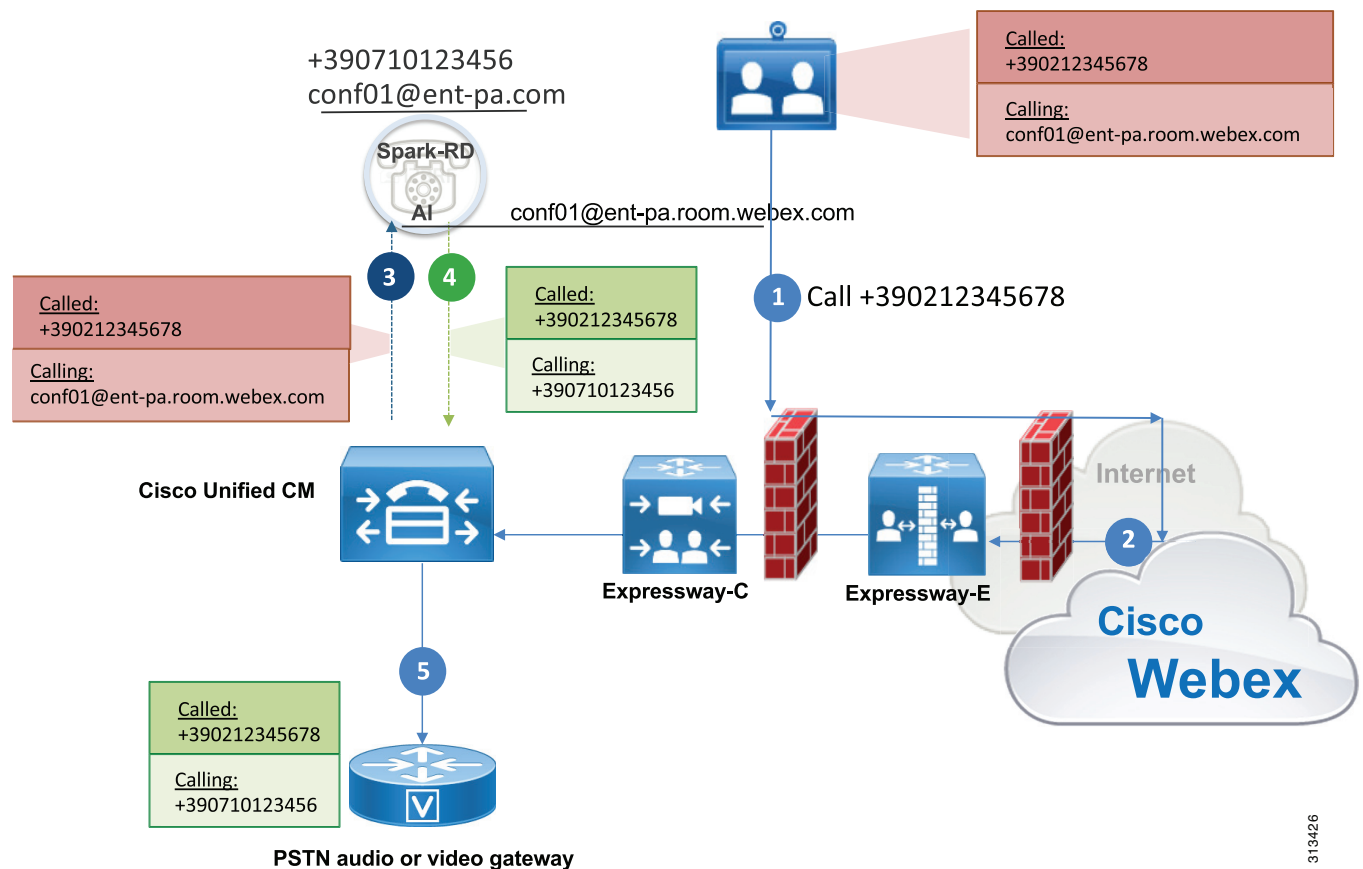 +390710123456
conf01@ent-pa.com
Spark-RD
AI
conf01@ent-pa.room.webex.com
Called:
+390212345678
Calling:
conf01@ent-pa.room.webex.com
1
Call +390212345678
3
4
Called:
+390212345678
Calling:
conf01@ent-pa.room.webex.com
Called:
+390212345678
Calling:
+390710123456
Cisco Unified CM
Expressway-C
Expressway-E
Internet
2
Cisco
Webex
5
Called:
+390212345678
Calling:
+390710123456
V
PSTN audio or video gateway
313426